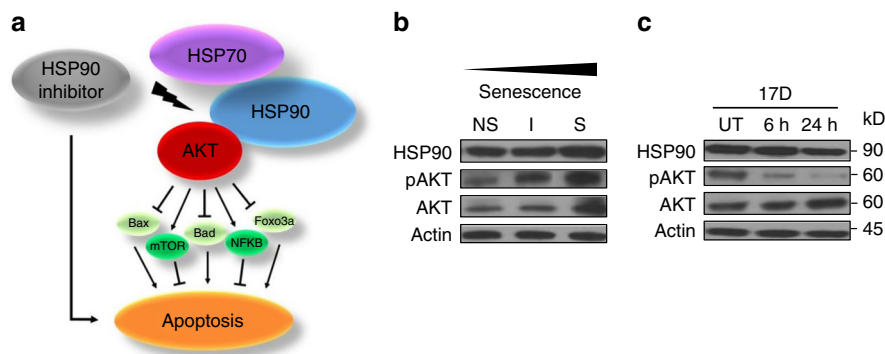 a
HSP90
inhibitor
HSP70
HSP90
AKT
Bax
mTOR
Bad
NFKB
Foxo3a
Apoptosis
b
Senescence
NS I S
HSP90
pAKT
AKT
Actin
c
17D
UT 6 h 24 h kD
HSP90 90
pAKT 60
AKT 60
Actin 45